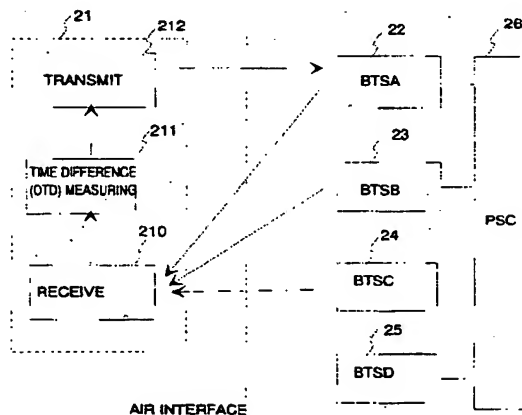 21
212
22
26
TRANSMIT
BTSA
211
23
TIME DIFFERENCE
(OTD) MEASURING
BTSB
PSC
210
24
RECEIVE
BTSC
25
BTSD
AIR INTERFACE